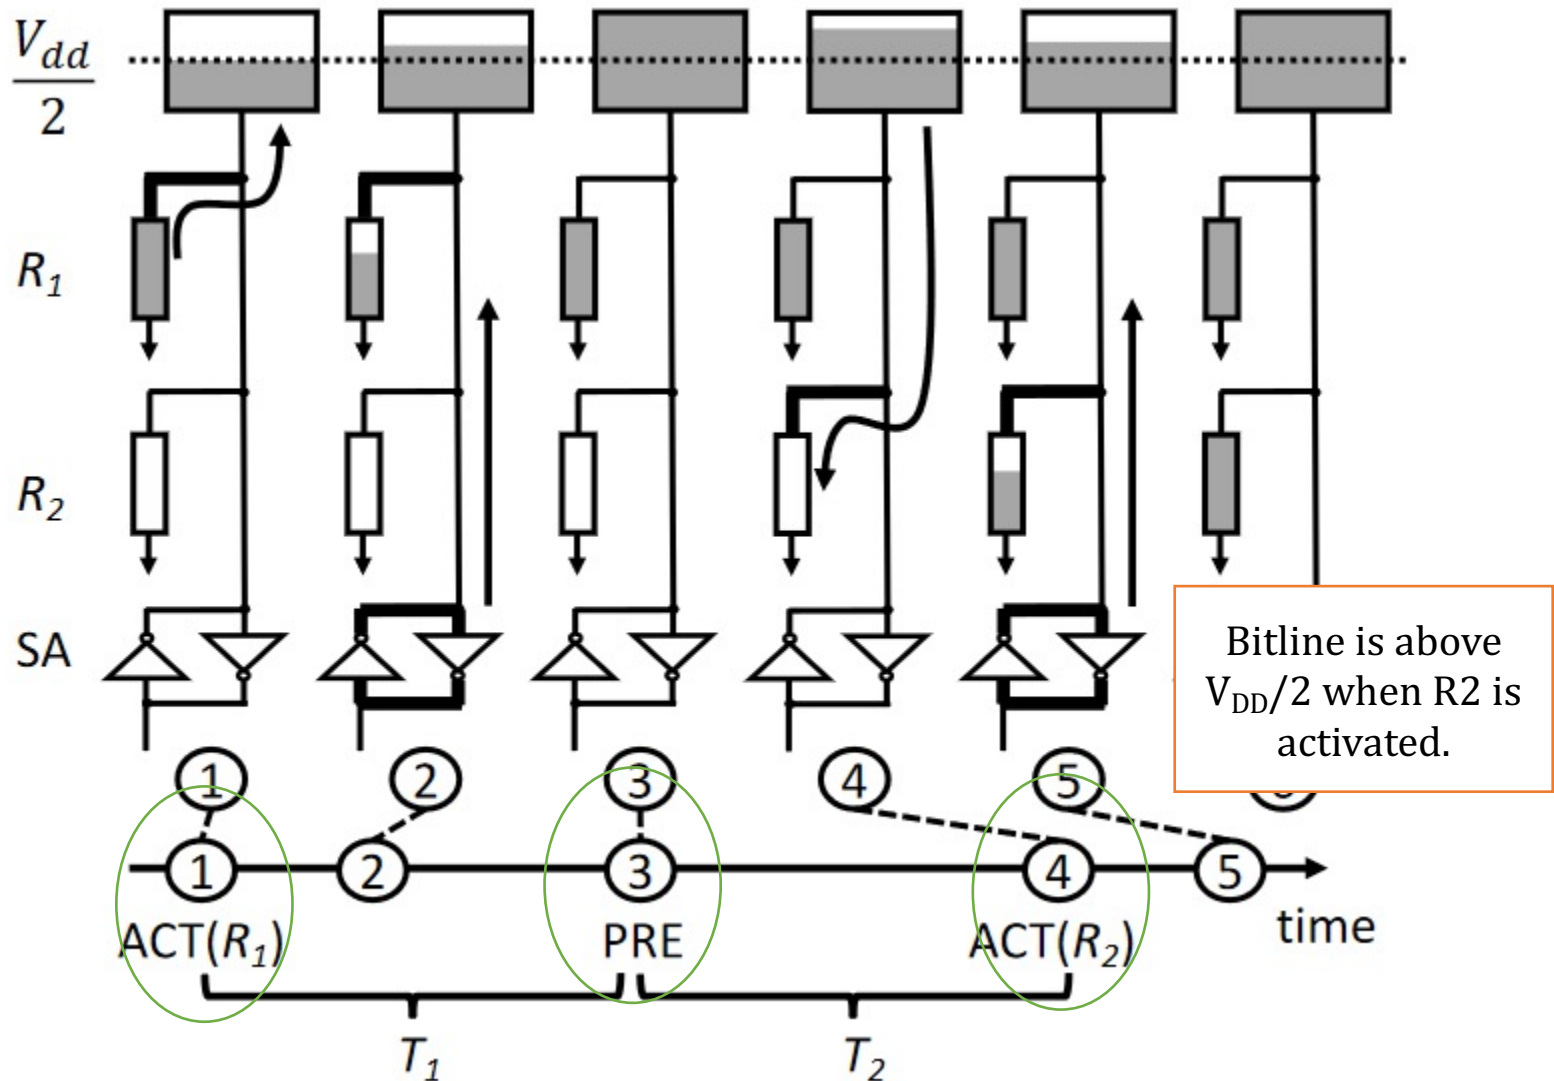 Vdd
2
R1
R2
SA
Bitline is above
VDD/2 when R2 is
activated.
1 2 3 4 5
1 2 3 4 5
ACT(R1) PRE ACT(R2) time
T1 T2